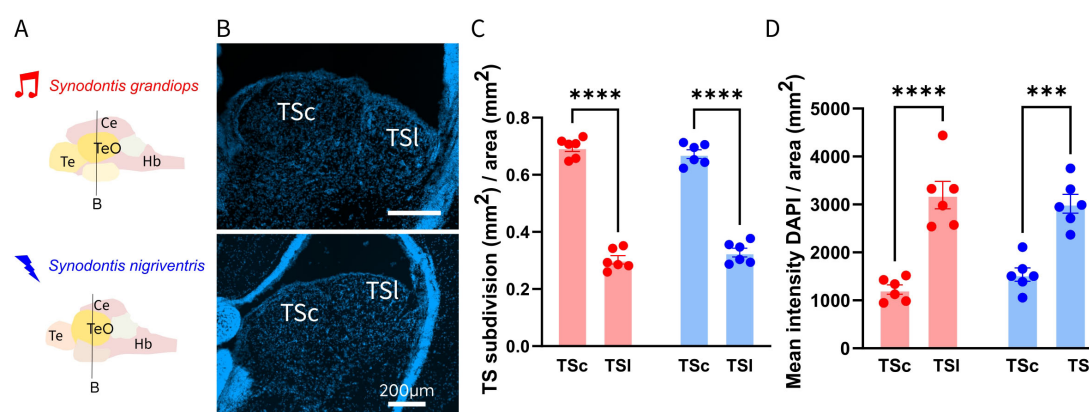 A
Synodontis grandiops
Ce
TeO
Te
Hb
B
Synodontis nigriventris
Ce
TeO
Te
Hb
B
B
TSc
TSl
TSc
TSl
200µm
C
TS subdivision (mm²) / area (mm²)
0.8
0.6
0.4
0.2
0.0
****
****
TSc
TSl
TSc
TSl
D
Mean intensity DAPI / area (mm²)
5000
4000
3000
2000
1000
0
****
***
TSc
TSl
TSc
TS